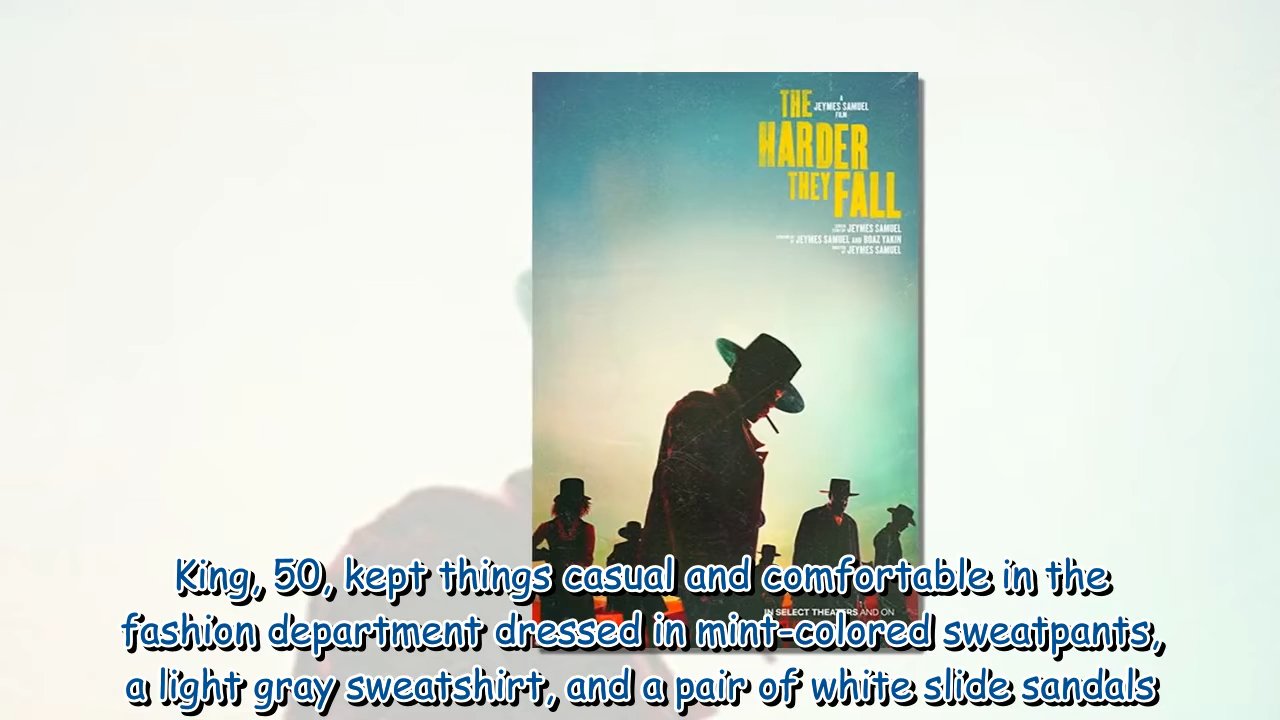 THE
A
JEYMES SAMUEL
FILM
HARDER
THEY FALL
JEYMES SAMUEL
JEYMES SAMUEL AND BOAZ YAKIN
JEYMES SAMUEL
IN SELECT THEATERS AND ON
King, 50, kept things casual and comfortable in the
fashion department dressed in mint-colored sweatpants,
a light gray sweatshirt, and a pair of white slide sandals